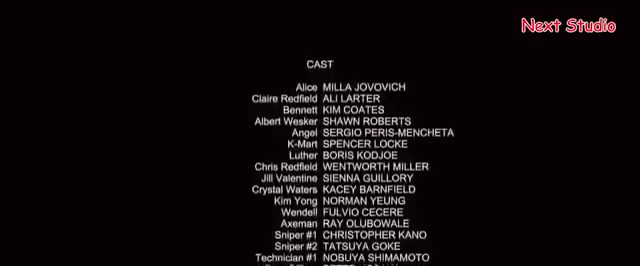 Next Studio
CAST
Alice MILLA JOVOVICH
Claire Redfield ALI LARTER
Bennett KIM COATES
Albert Wesker SHAWN ROBERTS
Angel SERGIO PERIS-MENCHETA
K-Mart SPENCER LOCKE
Luther BORIS KODJOE
Chris Redfield WENTWORTH MILLER
Jill Valentine SIENNA GUILLORY
Crystal Waters KACEY BARNFIELD
Kim Yong NORMAN YEUNG
Wendell FULVIO CECERE
Axeman RAY OLUBOWALE
Sniper #1 CHRISTOPHER KANO
Sniper #2 TATSUYA GOKE
Technician #1 NOBUYA SHIMAMOTO